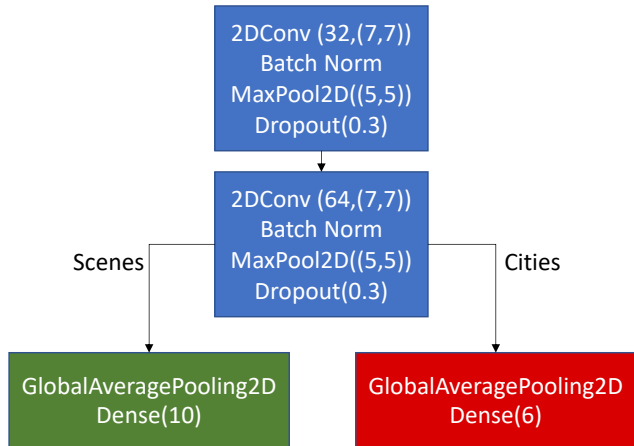 2DConv (32,(7,7))
Batch Norm
MaxPool2D((5,5))
Dropout(0.3)
2DConv (64,(7,7))
Batch Norm
MaxPool2D((5,5))
Dropout(0.3)
Scenes
Cities
GlobalAveragePooling2D
Dense(10)
GlobalAveragePooling2D
Dense(6)